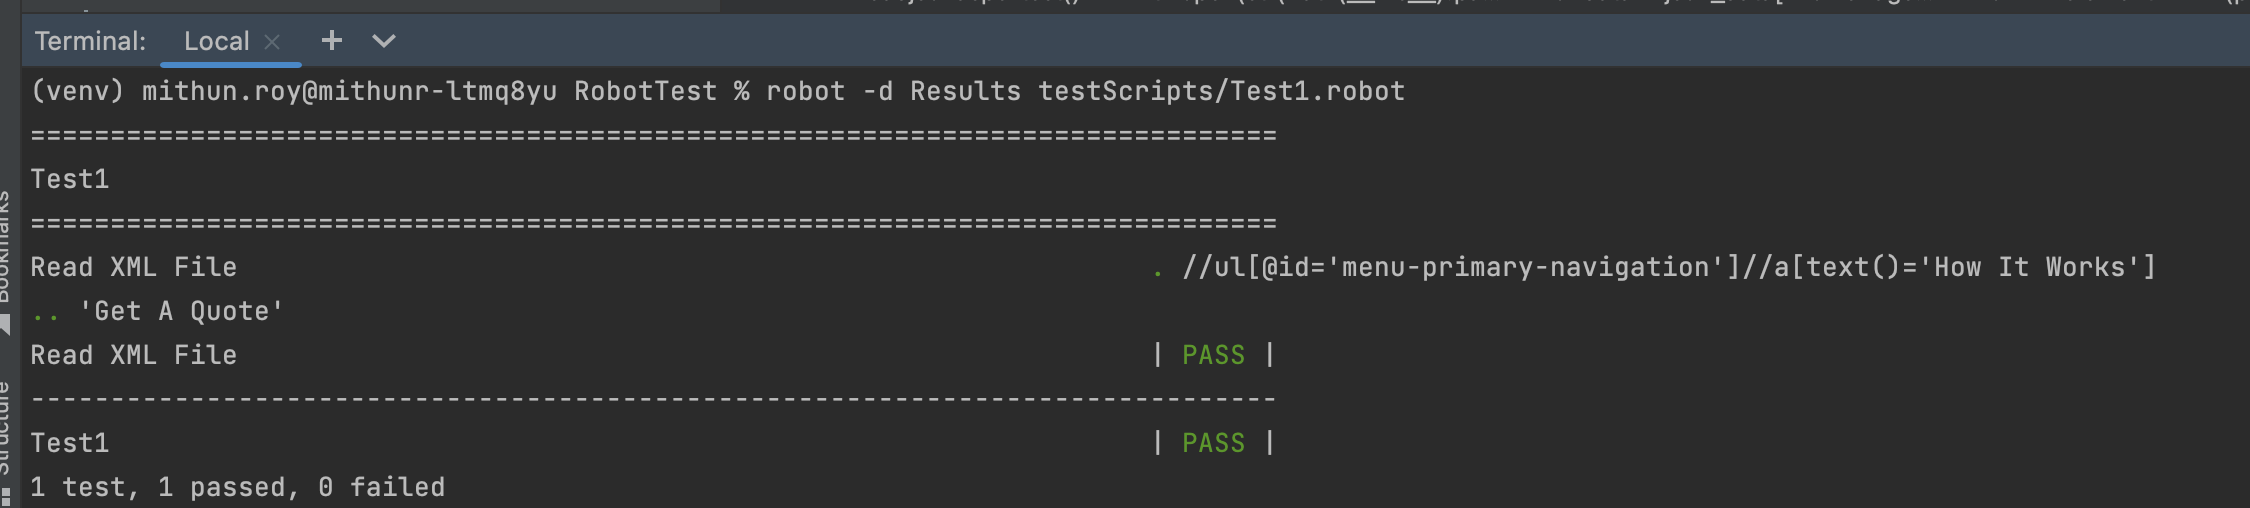 Terminal: Local × + 
(venv) mithun.roy@mithunr-ltmq8yu RobotTest % robot -d Results testScripts/Test1.robot
==============================================================================
Test1
==============================================================================
Read XML File . //ul[@id='menu-primary-navigation']//a[text()='How It Works']
.. 'Get A Quote'
Read XML File | PASS |
------------------------------------------------------------------------------
Test1 | PASS |
1 test, 1 passed, 0 failed
Bookmarks
Structure